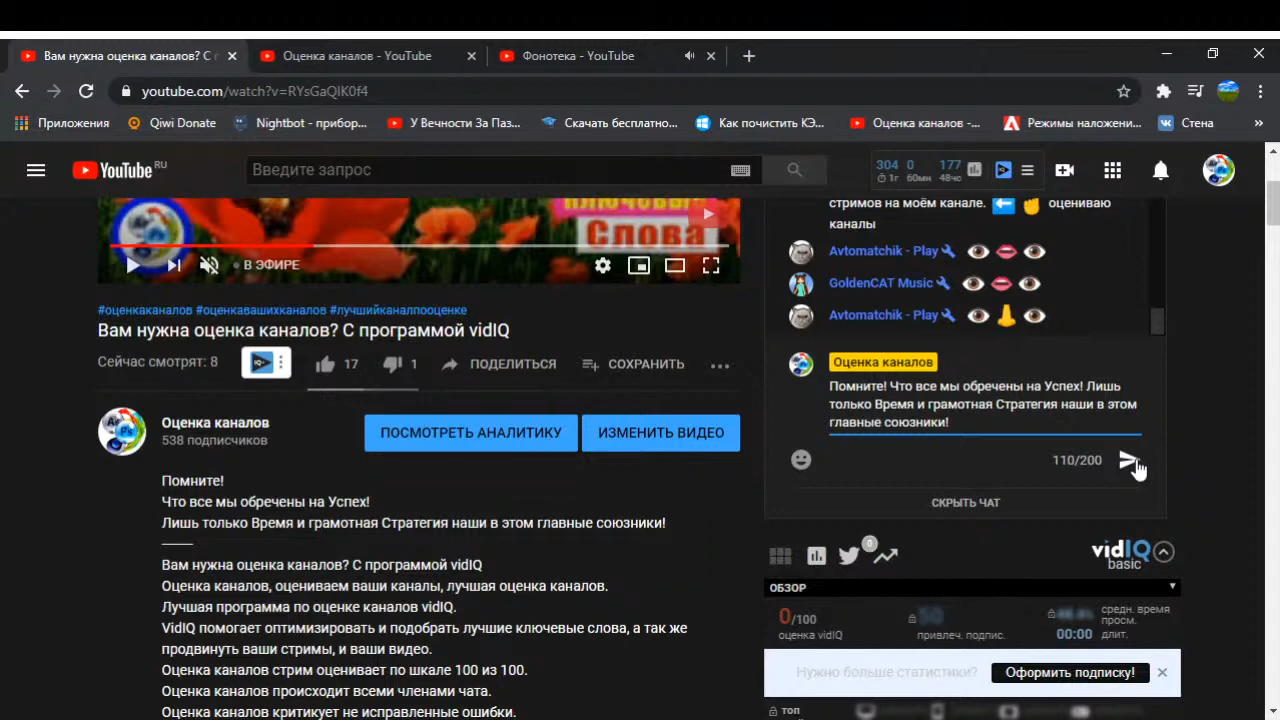 Вам нужна оценка каналов? С п
Оценка каналов - YouTube
Фонотека - YouTube
youtube.com/watch?v=RYsGaQIK0f4
Приложения
Qiwi Donate
Nightbot - прибор...
У Вечности За Паз...
Скачать бесплатно...
Как почистить КЭ...
Оценка каналов -...
Режимы наложени...
Стена
»
YouTube RU
Введите запрос
304 0 177
1г 60мн 48чс
стримов на моём канале. оцениваю
каналы
Ключевые
Слова
Avtomatchik - Play
GoldenCAT Music
Avtomatchik - Play
В ЭФИРЕ
#оценкаканалов #оценкавашихканалов #лучшийканалпооценке
Вам нужна оценка каналов? С программой vidIQ
Сейчас смотрят: 8
17
1
ПОДЕЛИТЬСЯ
СОХРАНИТЬ
Оценка каналов
538 подписчиков
ПОСМОТРЕТЬ АНАЛИТИКУ
ИЗМЕНИТЬ ВИДЕО
Помните!
Что все мы обречены на Успех!
Лишь только Время и грамотная Стратегия наши в этом главные союзники!
——
Вам нужна оценка каналов? С программой vidIQ
Оценка каналов, оцениваем ваши каналы, лучшая оценка каналов.
Лучшая программа по оценке каналов vidIQ.
VidIQ помогает оптимизировать и подобрать лучшие ключевые слова, а так же
продвинуть ваши стримы, и ваши видео.
Оценка каналов стрим оценивает по шкале 100 из 100.
Оценка каналов происходит всеми членами чата.
Оценка каналов критикует не исправленные ошибки.
Оценка каналов
Помните! Что все мы обречены на Успех! Лишь
только Время и грамотная Стратегия наши в этом
главные союзники!
110/200
СКРЫТЬ ЧАТ
0
vidIQ
basic
ОБЗОР
0/100
оценка vidIQ
привлеч. подпис.
средн. время
просм.
00:00 длит.
Нужно больше статистики?
Оформить подписку!
ТОП